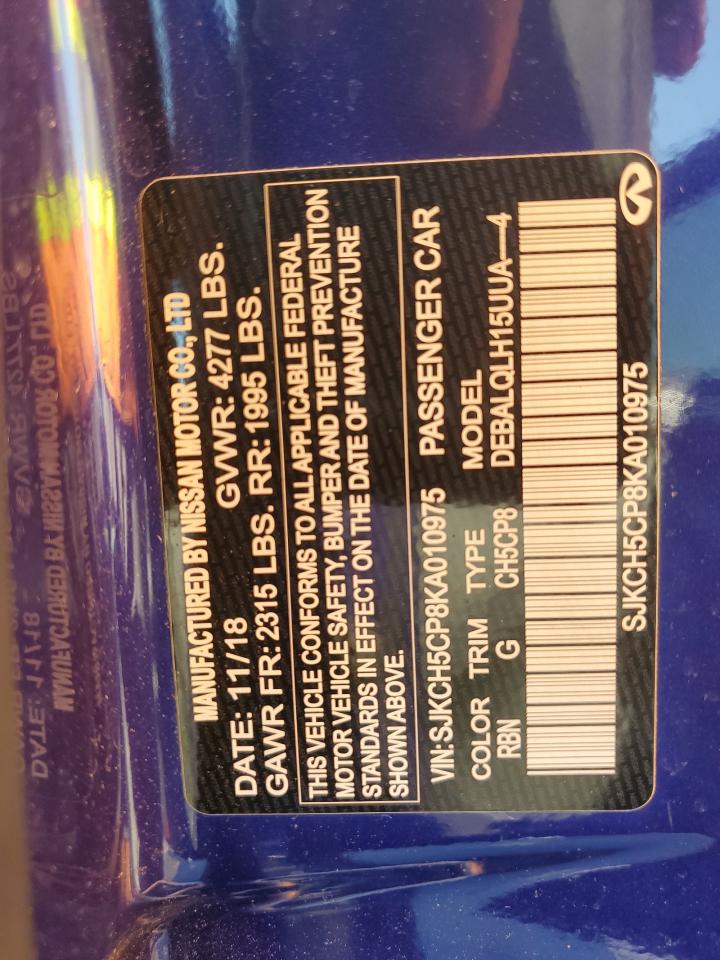 MANUFACTURED BY NISSAN MOTOR CO., LTD
DATE: 11/18 GVWR: 4277 LBS.
GAWR FR: 2315 LBS. RR: 1995 LBS.
THIS VEHICLE CONFORMS TO ALL APPLICABLE FEDERAL
MOTOR VEHICLE SAFETY, BUMPER AND THEFT PREVENTION
STANDARDS IN EFFECT ON THE DATE OF MANUFACTURE
SHOWN ABOVE.
VIN:SJKCH5CP8KA010975 PASSENGER CAR
COLOR TRIM TYPE MODEL
RBN G CH5CP8 DEBALQLH15UUA----4
SJKCH5CP8KA010975